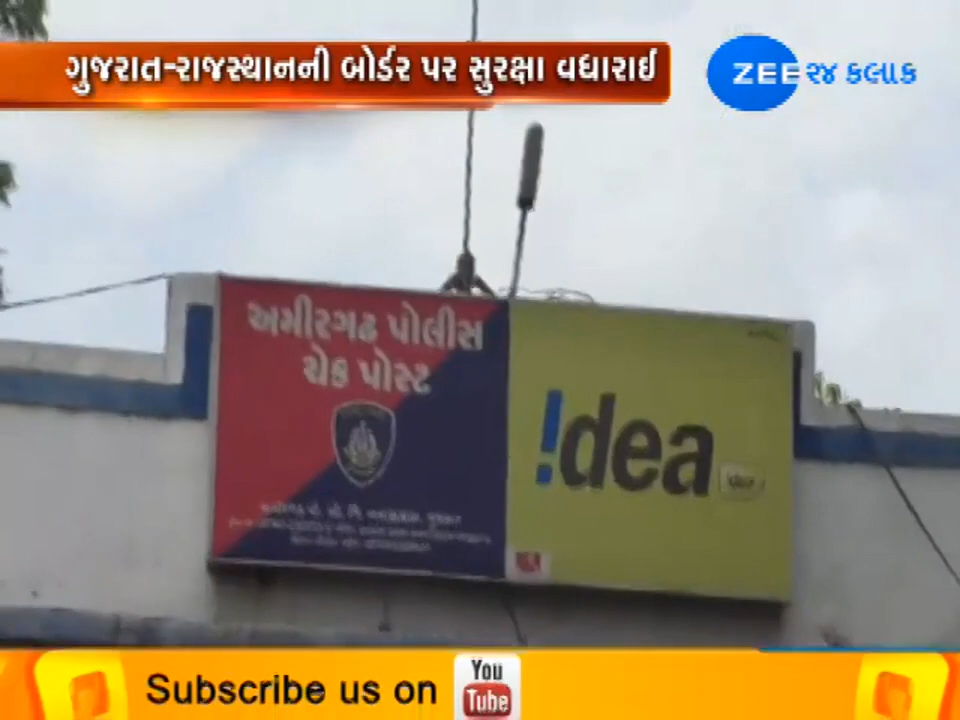 ગુજરાત-રાજસ્થાનની બોર્ડર પર સુરક્ષા વધારાઈ
ZEE ૨૪ કલાક
અમીરગઢ પોલીસ
ચેક પોસ્ટ
!dea
Subscribe us on You Tube